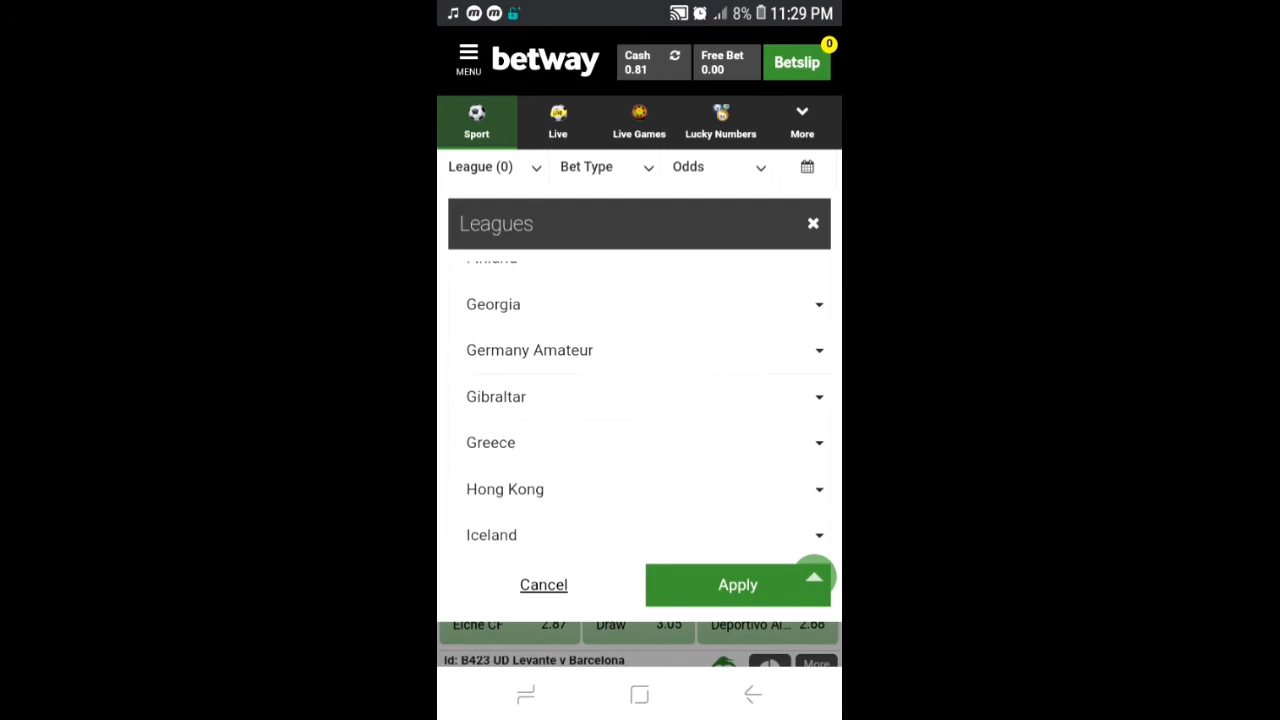 8% 11:29 PM
MENU betway Cash 0.81 Free Bet 0.00 Betslip 0
Sport Live Live Games Lucky Numbers More
League (0) Bet Type Odds
Leagues
Finland
Georgia
Germany Amateur
Gibraltar
Greece
Hong Kong
Iceland
Cancel Apply
Elche CF 2.87 Draw 3.05 Deportivo Al... 2.68
Id: B423 UD Levante v Barcelona More